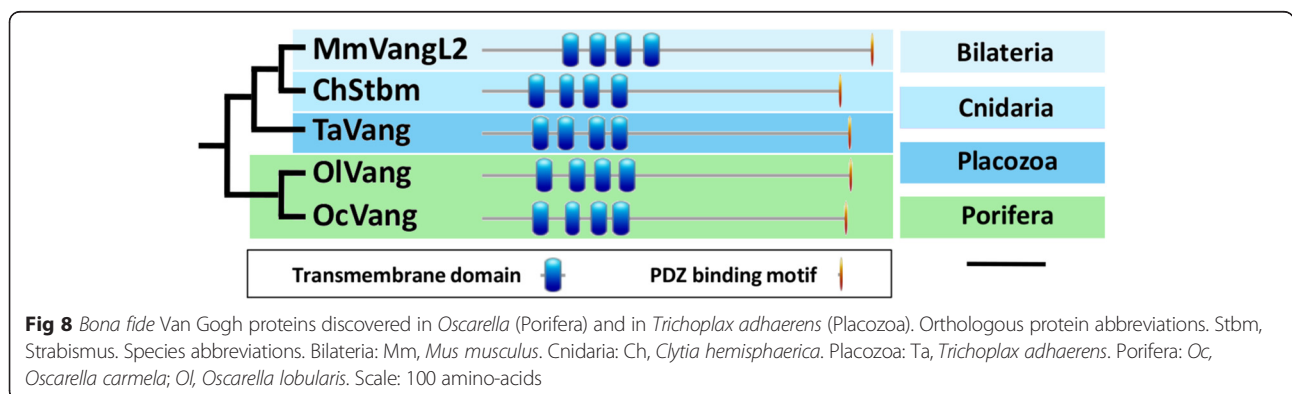 MmVangL2
Bilateria
ChStbm
Cnidaria
TaVang
Placozoa
OlVang
OcVang
Porifera
Transmembrane domain
PDZ binding motif
Fig 8 Bona fide Van Gogh proteins discovered in Oscarella (Porifera) and in Trichoplax adhaerens (Placozoa). Orthologous protein abbreviations. Stbm,
Strabismus. Species abbreviations. Bilateria: Mm, Mus musculus. Cnidaria: Ch, Clytia hemisphaerica. Placozoa: Ta, Trichoplax adhaerens. Porifera: Oc,
Oscarella carmela; Ol, Oscarella lobularis. Scale: 100 amino-acids